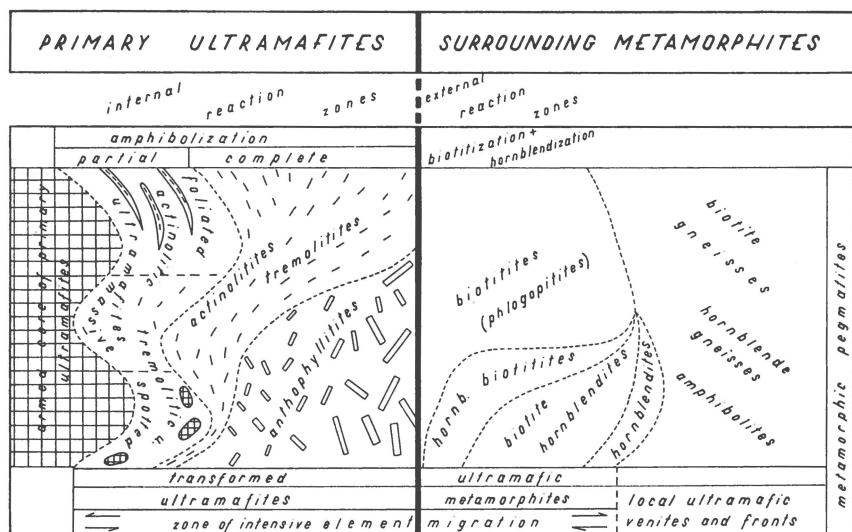 PRIMARY ULTRAMAFITES
SURROUNDING METAMORPHITES
internal reaction zones
external reaction zones
amphibolization
partial
complete
biotitization +
hornblendization
armed core of primary
ultramafites
ultramafites massive
foliated
actinolitic
tremolitic u.
spotted
actinolitites
tremolitites
anthophyllitites
biotitites
(phlogopitites)
hornb. biotitites
biotite
hornblendites
hornblendites
biotite
gneisses
hornblende
gneisses
amphibolites
metamorphic pegmatites
transformed
ultramafites
ultramafic
metamorphites
zone of intensive element migration
local ultramafic
venites and fronts